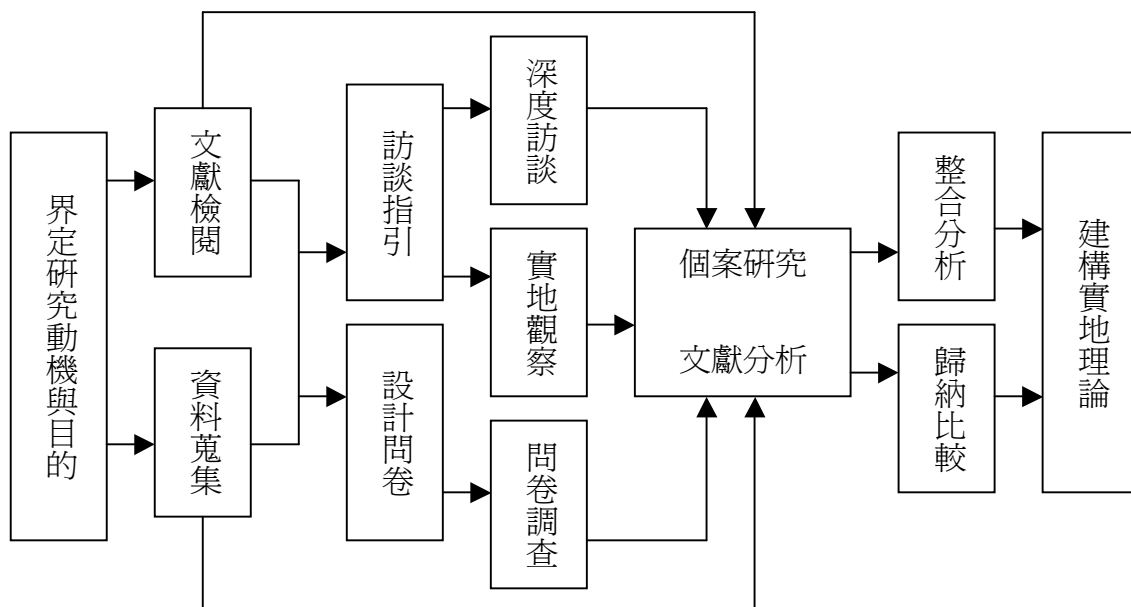 界定研究動機與目的
文獻檢閱
資料蒐集
訪談指引
設計問卷
深度訪談
實地觀察
問卷調查
個案研究
文獻分析
整合分析
歸納比較
建構實地理論